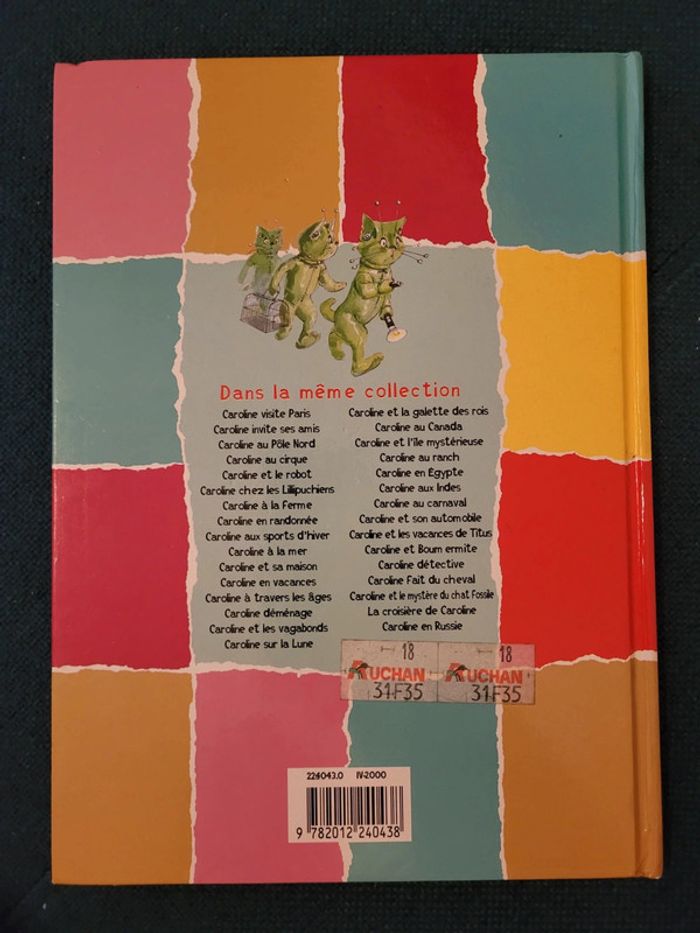 Dans la même collection
Caroline visite Paris
Caroline invite ses amis
Caroline au Pôle Nord
Caroline au cirque
Caroline et le robot
Caroline chez les Lillipuchiens
Caroline à la Ferme
Caroline en randonnée
Caroline aux sports d'hiver
Caroline à la mer
Caroline et sa maison
Caroline en vacances
Caroline à travers les âges
Caroline déménage
Caroline et les vagabonds
Caroline sur la Lune
Caroline et la galette des rois
Caroline au Canada
Caroline et l'île mystérieuse
Caroline au ranch
Caroline en Égypte
Caroline aux Indes
Caroline au carnaval
Caroline et son automobile
Caroline et les vacances de Titus
Caroline et Boum ermite
Caroline détective
Caroline Fait du cheval
Caroline et le mystère du chat Fossile
La croisière de Caroline
Caroline en Russie
18
AUCHAN
31F35
18
AUCHAN
31F35
224043.0 IV-2000
9 782012 240438